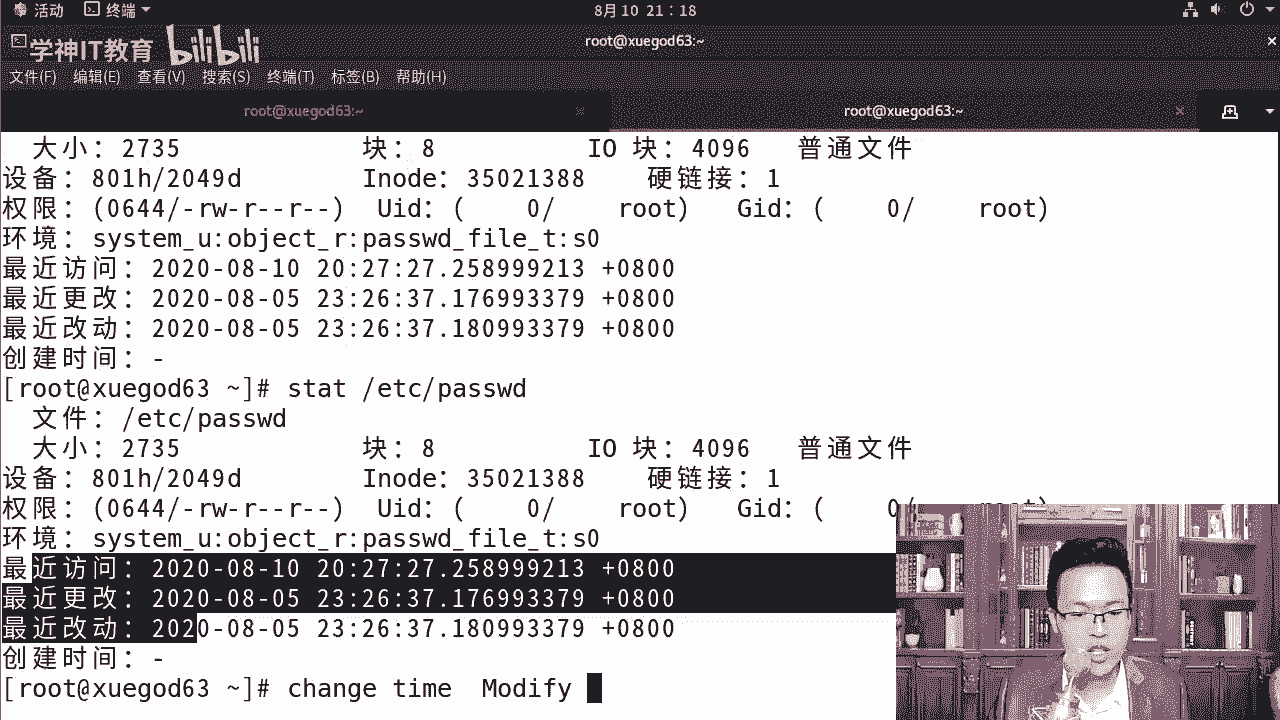 活动 终端 8月10 21：18
学神IT教育 bilibili root@xuegod63:~
文件(F) 编辑(E) 查看(V) 搜索(S) 终端(T) 标签(B) 帮助(H)
root@xuegod63:~ root@xuegod63:~
大小：2735 块：8 IO 块：4096 普通文件
设备：801h/2049d Inode：35021388 硬链接：1
权限：(0644/-rw-r--r--) Uid：( 0/ root) Gid：( 0/ root)
环境：system_u:object_r:passwd_file_t:s0
最近访问：2020-08-10 20:27:27.258999213 +0800
最近更改：2020-08-05 23:26:37.176993379 +0800
最近改动：2020-08-05 23:26:37.180993379 +0800
创建时间：-
[root@xuegod63 ~]# stat /etc/passwd
文件：/etc/passwd
大小：2735 块：8 IO 块：4096 普通文件
设备：801h/2049d Inode：35021388 硬链接：1
权限：(0644/-rw-r--r--) Uid：( 0/ root) Gid：( 0/
环境：system_u:object_r:passwd_file_t:s0
最近访问：2020-08-10 20:27:27.258999213 +0800
最近更改：2020-08-05 23:26:37.176993379 +0800
最近改动：2020-08-05 23:26:37.180993379 +0800
创建时间：-
[root@xuegod63 ~]# change time Modify